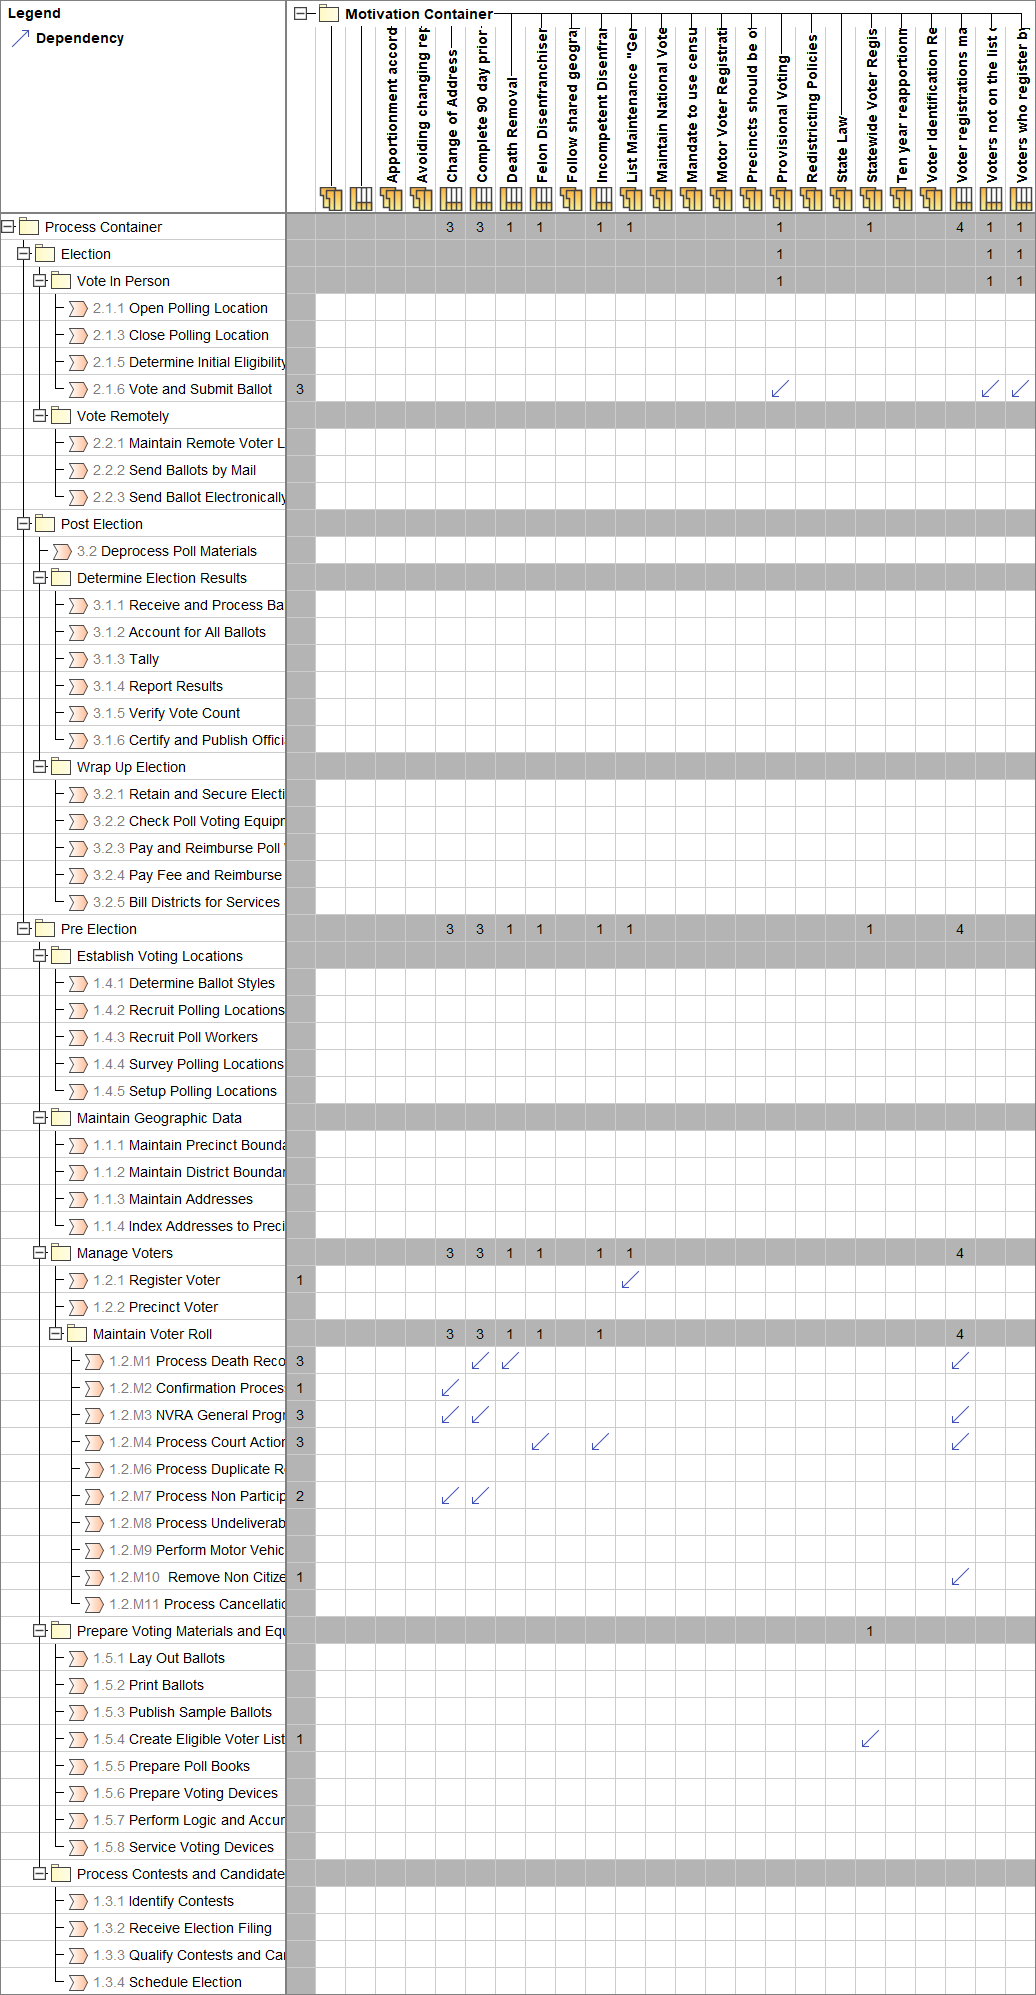 Legend
Dependency
Motivation Container
Apportionment accord
Avoiding changing rep
Change of Address
Complete 90 day prior
Death Removal
Felon Disenfranchiser
Follow shared geogra
Incompetent Disenfran
List Maintenance "Ger
Maintain National Vote
Mandate to use censu
Motor Voter Registrati
Precincts should be of
Provisional Voting
Redistricting Policies
State Law
Statewide Voter Regis
Ten year reapportionm
Voter Identification Re
Voter registrations ma
Voters not on the list o
Voters who register by
Process Container 3 3 1 1 1 1 1 1 4 1 1
Election 1 1 1
Vote In Person 1 1 1
2.1.1 Open Polling Location
2.1.3 Close Polling Location
2.1.5 Determine Initial Eligibility
2.1.6 Vote and Submit Ballot 3
Vote Remotely
2.2.1 Maintain Remote Voter L
2.2.2 Send Ballots by Mail
2.2.3 Send Ballot Electronically
Post Election
3.2 Deprocess Poll Materials
Determine Election Results
3.1.1 Receive and Process Ba
3.1.2 Account for All Ballots
3.1.3 Tally
3.1.4 Report Results
3.1.5 Verify Vote Count
3.1.6 Certify and Publish Offici
Wrap Up Election
3.2.1 Retain and Secure Electi
3.2.2 Check Poll Voting Equipn
3.2.3 Pay and Reimburse Poll
3.2.4 Pay Fee and Reimburse
3.2.5 Bill Districts for Services
Pre Election 3 3 1 1 1 1 1 4
Establish Voting Locations
1.4.1 Determine Ballot Styles
1.4.2 Recruit Polling Locations
1.4.3 Recruit Poll Workers
1.4.4 Survey Polling Locations
1.4.5 Setup Polling Locations
Maintain Geographic Data
1.1.1 Maintain Precinct Bounda
1.1.2 Maintain District Boundar
1.1.3 Maintain Addresses
1.1.4 Index Addresses to Preci
Manage Voters 3 3 1 1 1 1 4
1.2.1 Register Voter 1
1.2.2 Precinct Voter
Maintain Voter Roll 3 3 1 1 1 4
1.2.M1 Process Death Reco 3
1.2.M2 Confirmation Proces 1
1.2.M3 NVRA General Progr 3
1.2.M4 Process Court Action 3
1.2.M6 Process Duplicate R
1.2.M7 Process Non Particip 2
1.2.M8 Process Undeliverab
1.2.M9 Perform Motor Vehic
1.2.M10 Remove Non Citize 1
1.2.M11 Process Cancellatic
Prepare Voting Materials and Equ 1
1.5.1 Lay Out Ballots
1.5.2 Print Ballots
1.5.3 Publish Sample Ballots
1.5.4 Create Eligible Voter List 1
1.5.5 Prepare Poll Books
1.5.6 Prepare Voting Devices
1.5.7 Perform Logic and Accur
1.5.8 Service Voting Devices
Process Contests and Candidate
1.3.1 Identify Contests
1.3.2 Receive Election Filing
1.3.3 Qualify Contests and Car
1.3.4 Schedule Election